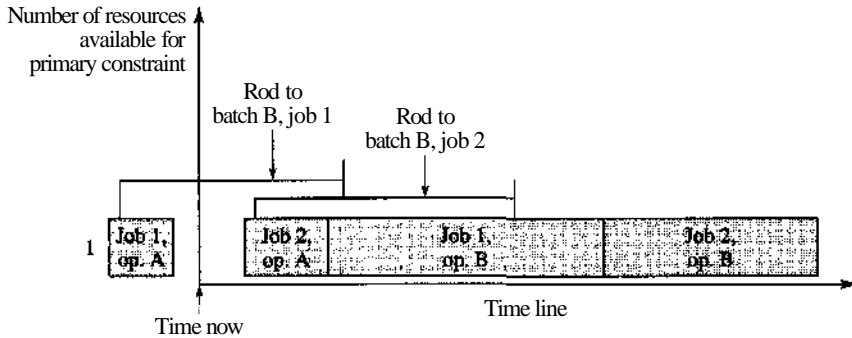 Number of resources
available for
primary constraint
Rod to
batch B, job 1
Rod to
batch B, job 2
1
Job 1,
op. A
Job 2,
op. A
Job 1,
op. B
Job 2,
op. B
Time now
Time line